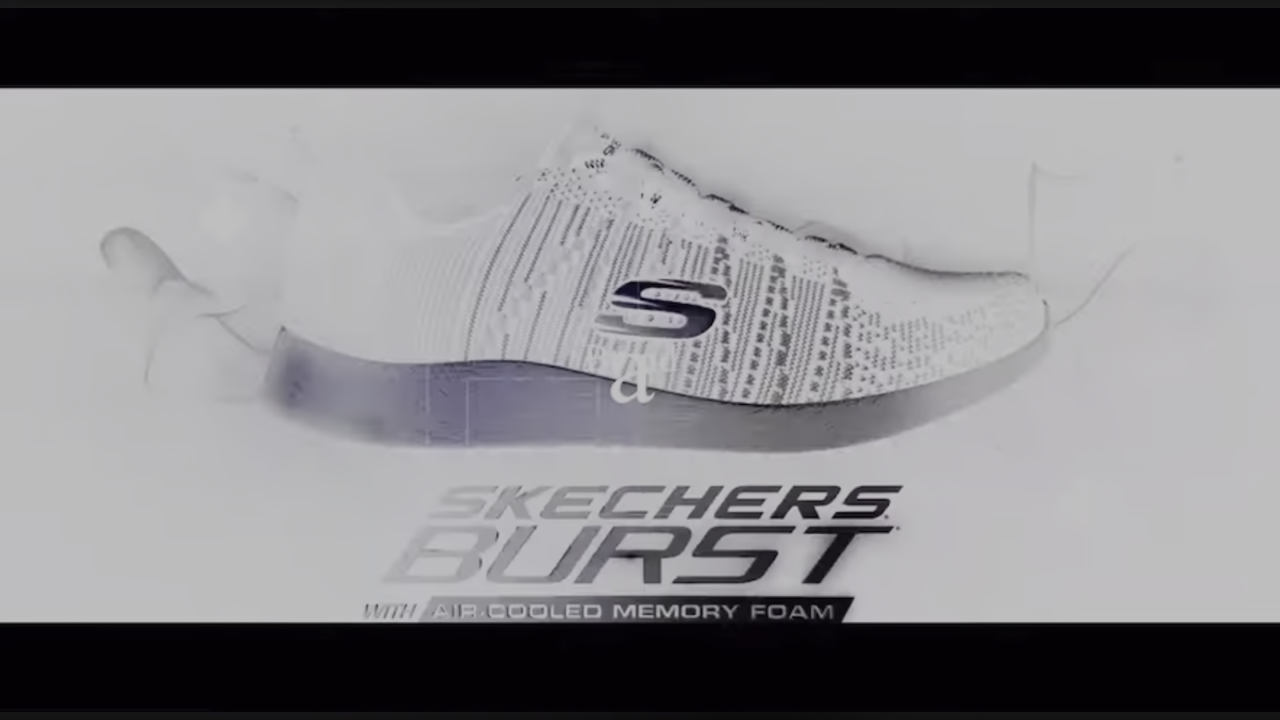 S
a
SKECHERS
BURST
WITH AIR-COOLED MEMORY FOAM